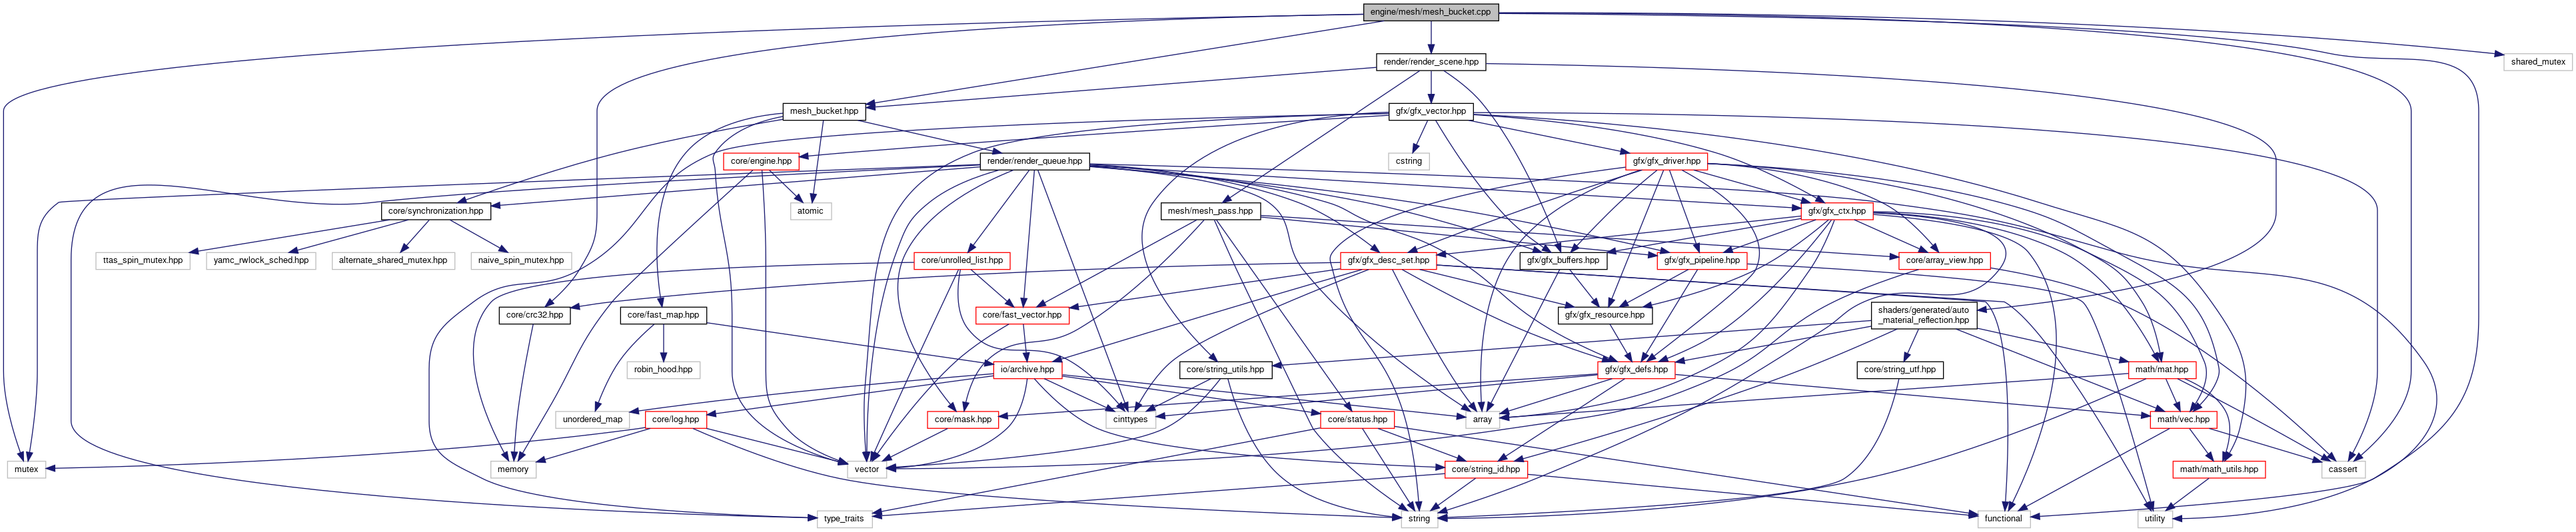 engine/mesh/mesh_bucket.cpp
render/render_scene.hpp
shared_mutex
mesh_bucket.hpp
gfx/gfx_vector.hpp
core/engine.hpp
render/render_queue.hpp
cstring
gfx/gfx_driver.hpp
core/synchronization.hpp
atomic
mesh/mesh_pass.hpp
gfx/gfx_ctx.hpp
ttas_spin_mutex.hpp
yamc_rwlock_sched.hpp
alternate_shared_mutex.hpp
naive_spin_mutex.hpp
core/unrolled_list.hpp
gfx/gfx_desc_set.hpp
gfx/gfx_buffers.hpp
gfx/gfx_pipeline.hpp
core/array_view.hpp
core/crc32.hpp
core/fast_map.hpp
core/fast_vector.hpp
gfx/gfx_resource.hpp
shaders/generated/auto
_material_reflection.hpp
robin_hood.hpp
io/archive.hpp
core/string_utils.hpp
gfx/gfx_defs.hpp
core/string_utf.hpp
math/mat.hpp
unordered_map
core/log.hpp
core/mask.hpp
cinttypes
core/status.hpp
array
math/vec.hpp
mutex
memory
vector
core/string_id.hpp
math/math_utils.hpp
cassert
type_traits
string
functional
utility